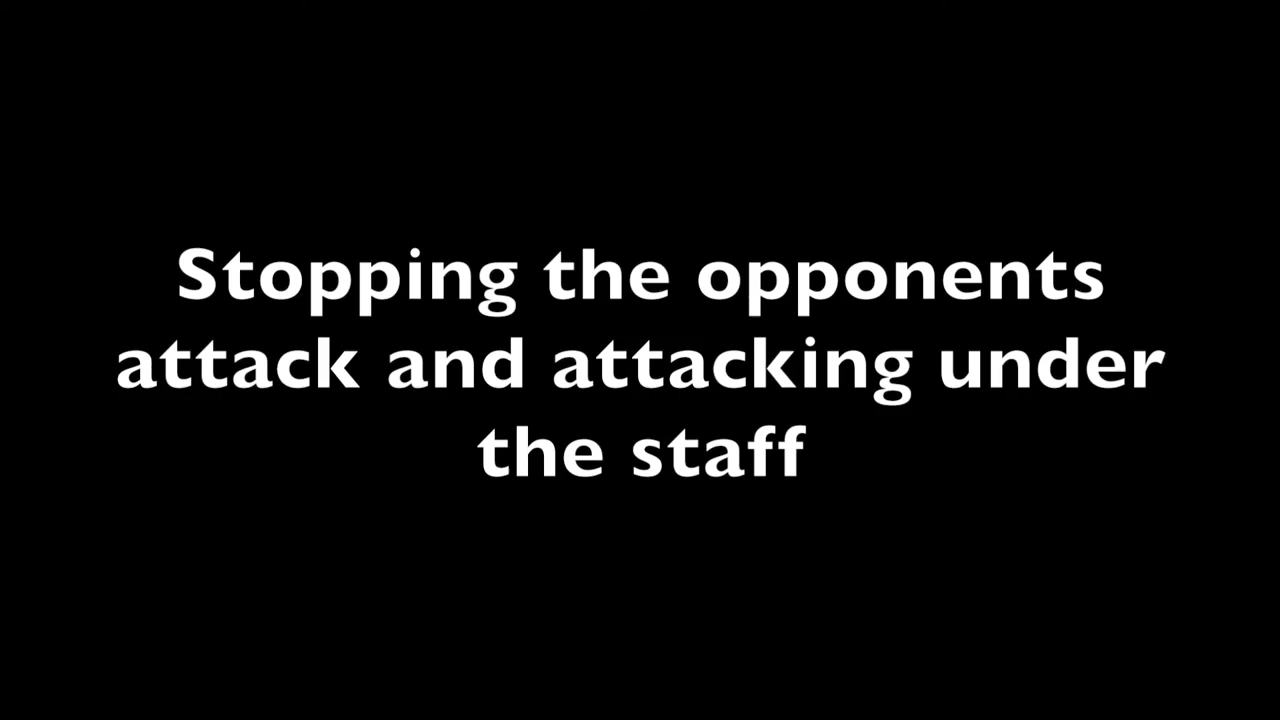 Stopping the opponents
attack and attacking under
the staff